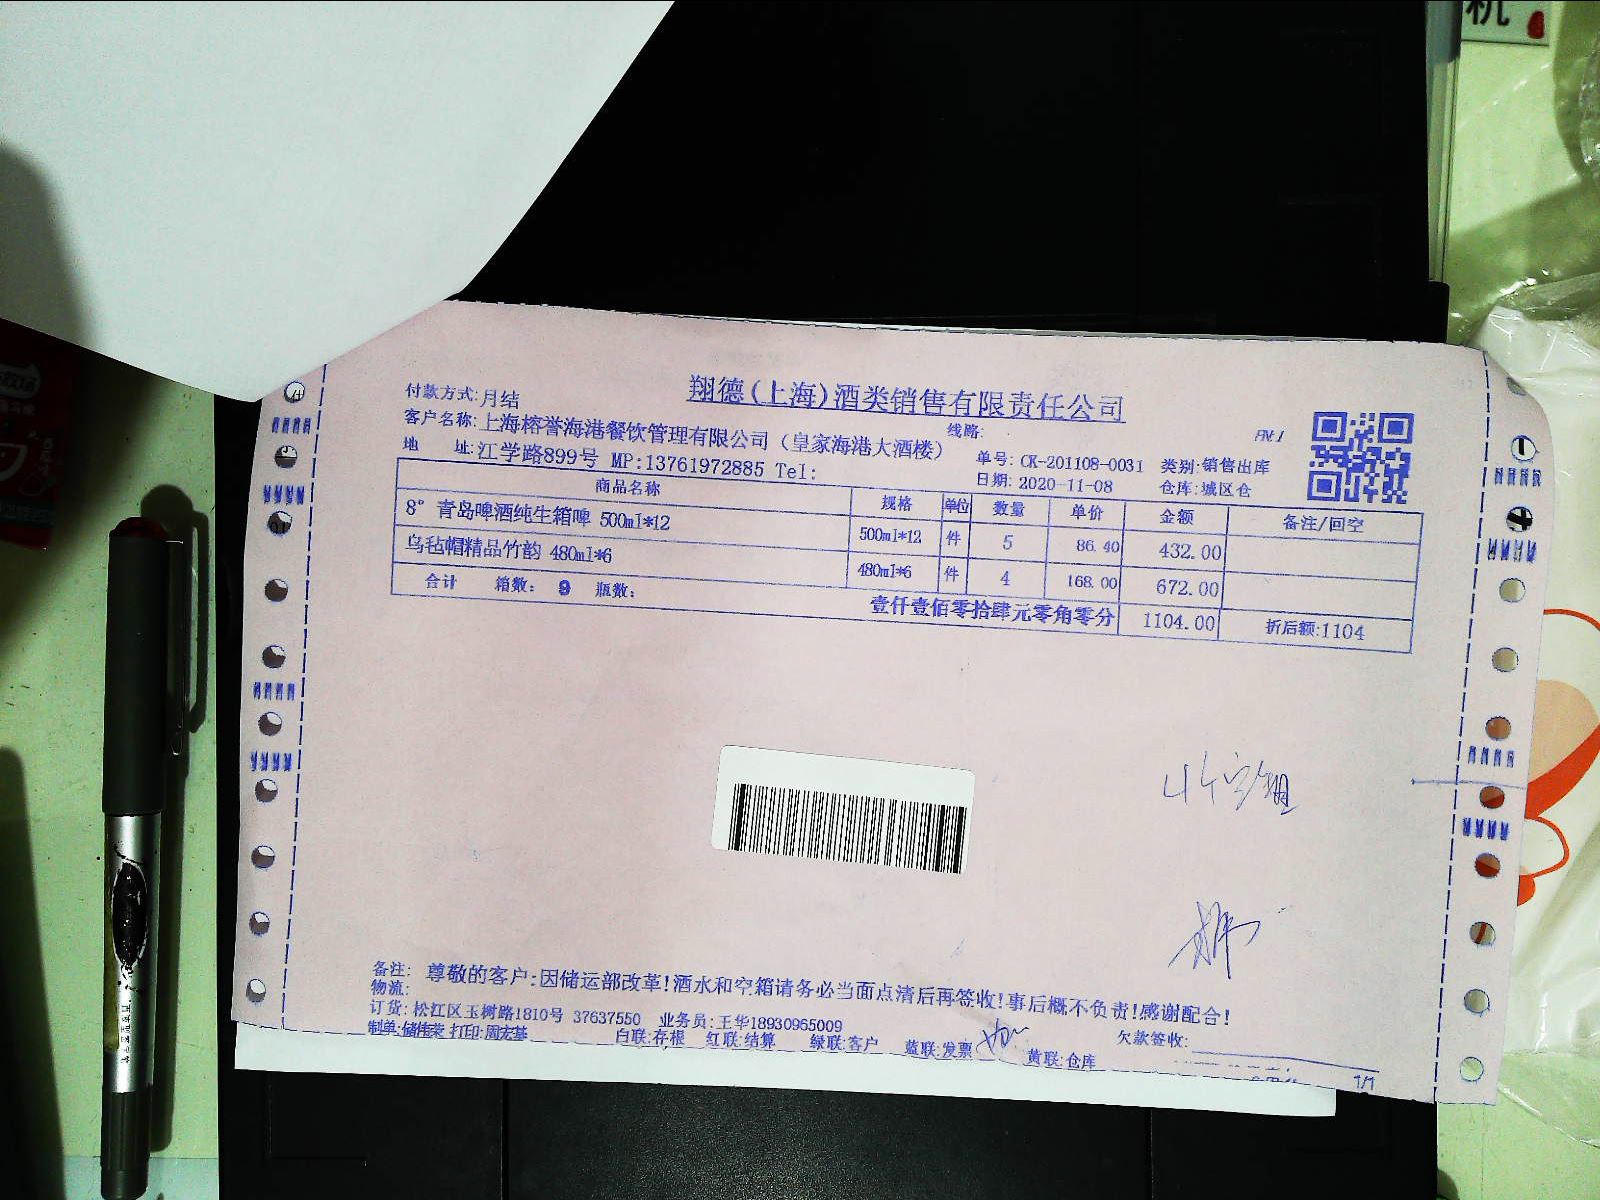 翔德(上海)酒类销售有限责任公司
付款方式:月结
客户名称:上海榕誉海港餐饮管理有限公司（皇家海港大酒楼）
线路:
地 址:江学路899号 MP:13761972885 Tel:
单号: CK-201108-0031 类别:销售出库
日期: 2020-11-08 仓库:城区仓
商品名称 规格 单位 数量 单价 金额 备注/回空
8° 青岛啤酒纯生箱啤 500ml*12 500ml*12 件 5 86.40 432.00
乌毡帽精品竹韵 480ml*6 480ml*6 件 4 168.00 672.00
合计 箱数: 9 瓶数: 壹仟壹佰零拾肆元零角零分 1104.00 折后额:1104
备注: 尊敬的客户:因储运部改革!酒水和空箱请务必当面点清后再签收!事后概不负责!感谢配合!
物流:
订货:松江区玉树路1810号 37637550 业务员:王华18930965009
制单:储伟荣 打印:周宏基 白联:存根 红联:结算 绿联:客户 蓝联:发票 黄联:仓库 欠款签收:
1/1